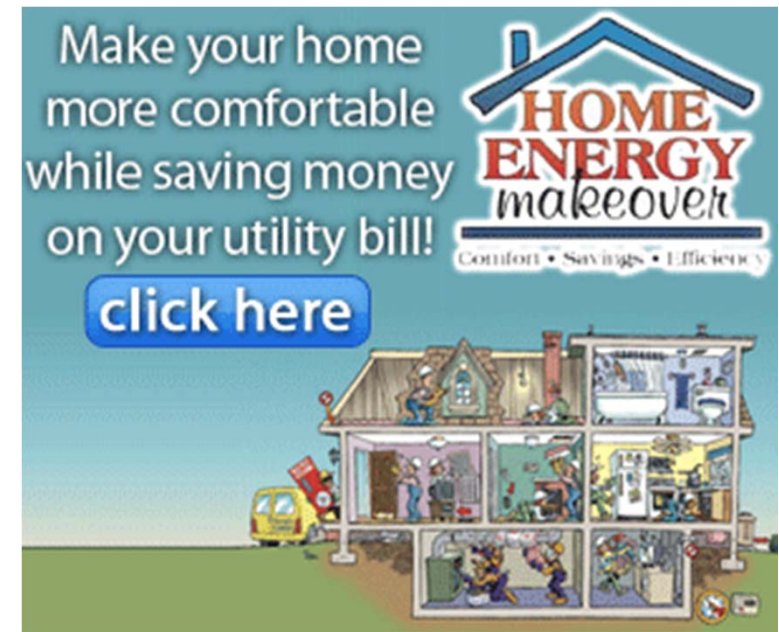 Make your home
more comfortable
while saving money
on your utility bill!
click here
HOME
ENERGY
makeover
Comfort • Savings • Efficiency